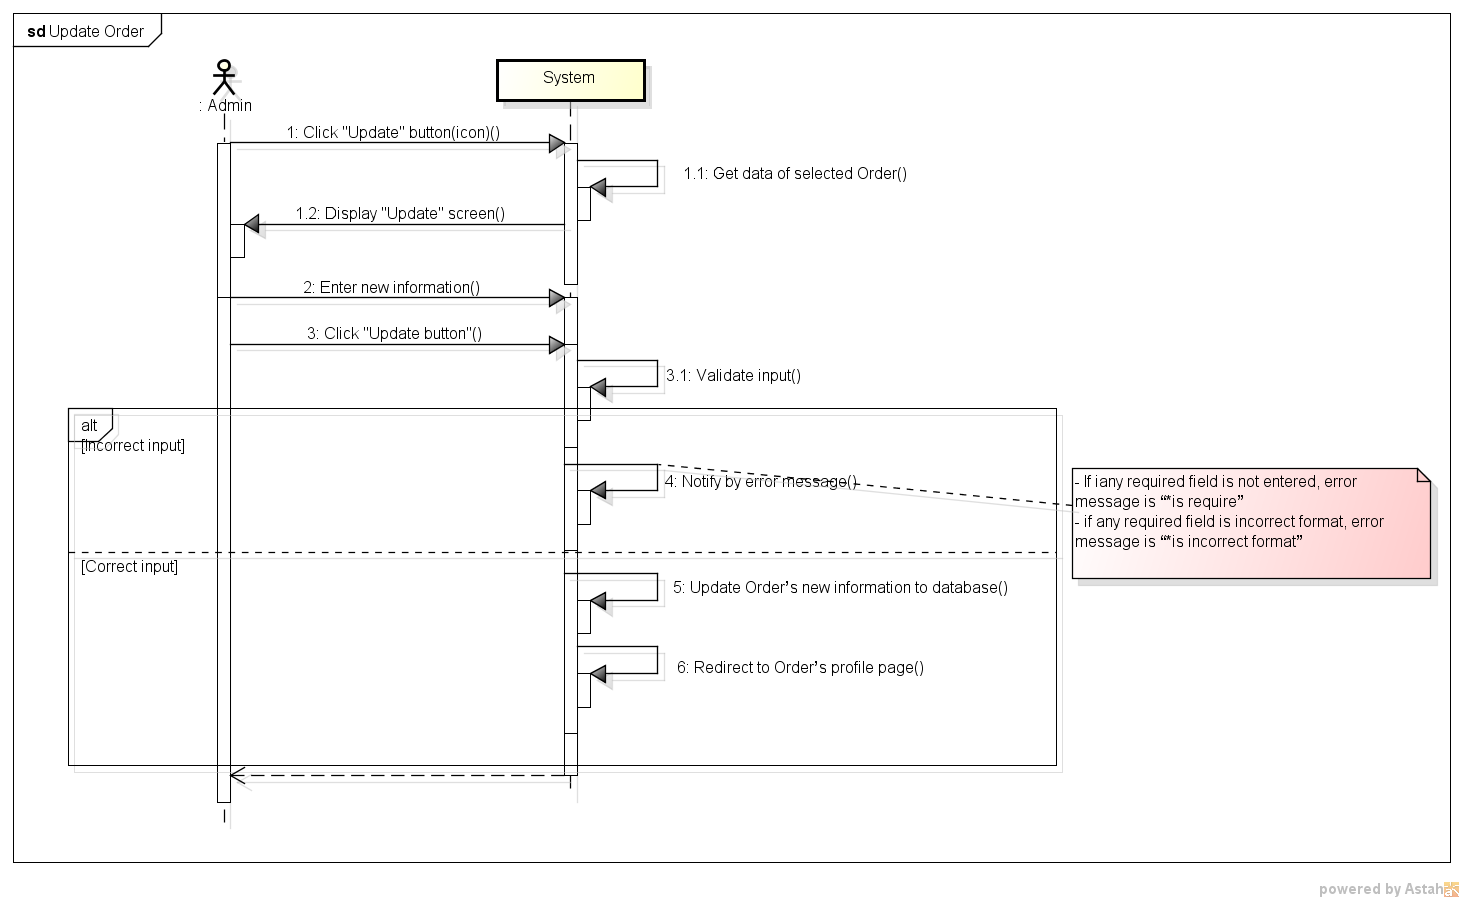 sd Update Order
: Admin
System
1: Click "Update" button(icon)()
1.1: Get data of selected Order()
1.2: Display "Update" screen()
2: Enter new information()
3: Click "Update button"()
3.1: Validate input()
alt
[Incorrect input]
4: Notify by error message()
- If iany required field is not entered, error
message is “*is require”
- if any required field is incorrect format, error
message is “*is incorrect format”
[Correct input]
5: Update Order’s new information to database()
6: Redirect to Order’s profile page()
powered by Astah